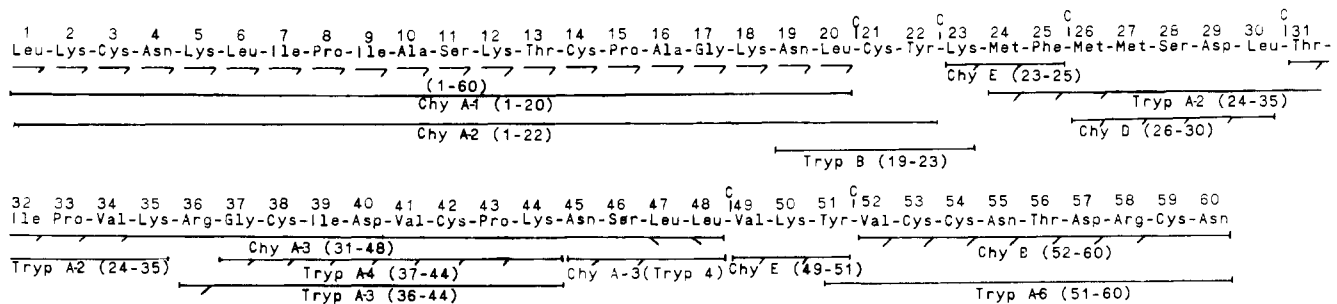 C C C C
1 2 3 4 5 6 7 8 9 10 11 12 13 14 15 16 17 18 19 20 21 22 23 24 25 26 27 28 29 30 31
Leu-Lys-Cys-Asn-Lys-Leu-Ile-Pro-Ile-Ala-Ser-Lys-Thr-Cys-Pro-Ala-Gly-Lys-Asn-Leu-Cys-Tyr-Lys-Met-Phe-Met-Met-Ser-Asp-Leu-Thr-
(1-60) Chy E (23-25)
Chy A-1 (1-20) Tryp A-2 (24-35)
Chy A-2 (1-22) Chy D (26-30)
Tryp B (19-23)
C C
32 33 34 35 36 37 38 39 40 41 42 43 44 45 46 47 48 49 50 51 52 53 54 55 56 57 58 59 60
Ile Pro-Val-Lys-Arg-Gly-Cys-Ile-Asp-Val-Cys-Pro-Lys-Asn-Ser-Leu-Leu-Val-Lys-Tyr-Val-Cys-Cys-Asn-Thr-Asp-Arg-Cys-Asn
Chy A-3 (31-48) Chy B (52-60)
Tryp A-2 (24-35) Tryp A-4 (37-44) Chy A-3(Tryp 4) Chy E (49-51)
Tryp A-3 (36-44) Tryp A-6 (51-60)